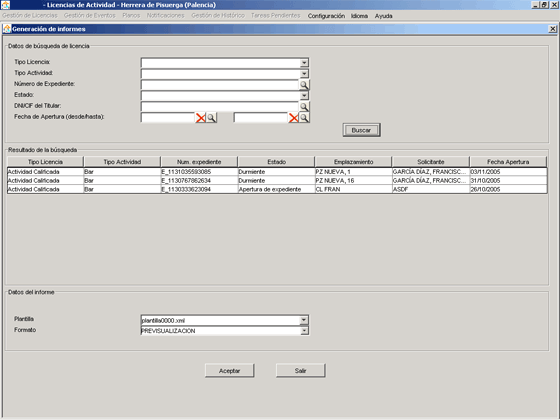 - Licencias de Actividad - Herrera de Pisuerga (Palencia)
Gestión de Licencias Gestión de Eventos Planos Notificaciones Gestión de Histórico Tareas Pendientes Configuración Idioma Ayuda
Generación de informes
Datos de búsqueda de licencia
Tipo Licencia:
Tipo Actividad:
Número de Expediente:
Estado:
DNI/CIF del Titular:
Fecha de Apertura (desde/hasta):
Buscar
Resultado de la búsqueda
Tipo Licencia Tipo Actividad Num. expediente Estado Emplazamiento Solicitante Fecha Apertura
Actividad Calificada Bar E_1131035593085 Durmiente PZ NUEVA, 1 GARCÍA DÍAZ, FRANCISC... 03/11/2005
Actividad Calificada Bar E_1130767862634 Durmiente PZ NUEVA, 16 GARCÍA DÍAZ, FRANCISC... 31/10/2005
Actividad Calificada Bar E_1130333623094 Apertura de expediente CL FRAN ASDF 26/10/2005
Datos del informe
Plantilla plantilla0000.xml
Formato PREVISUALIZACION
Aceptar Salir